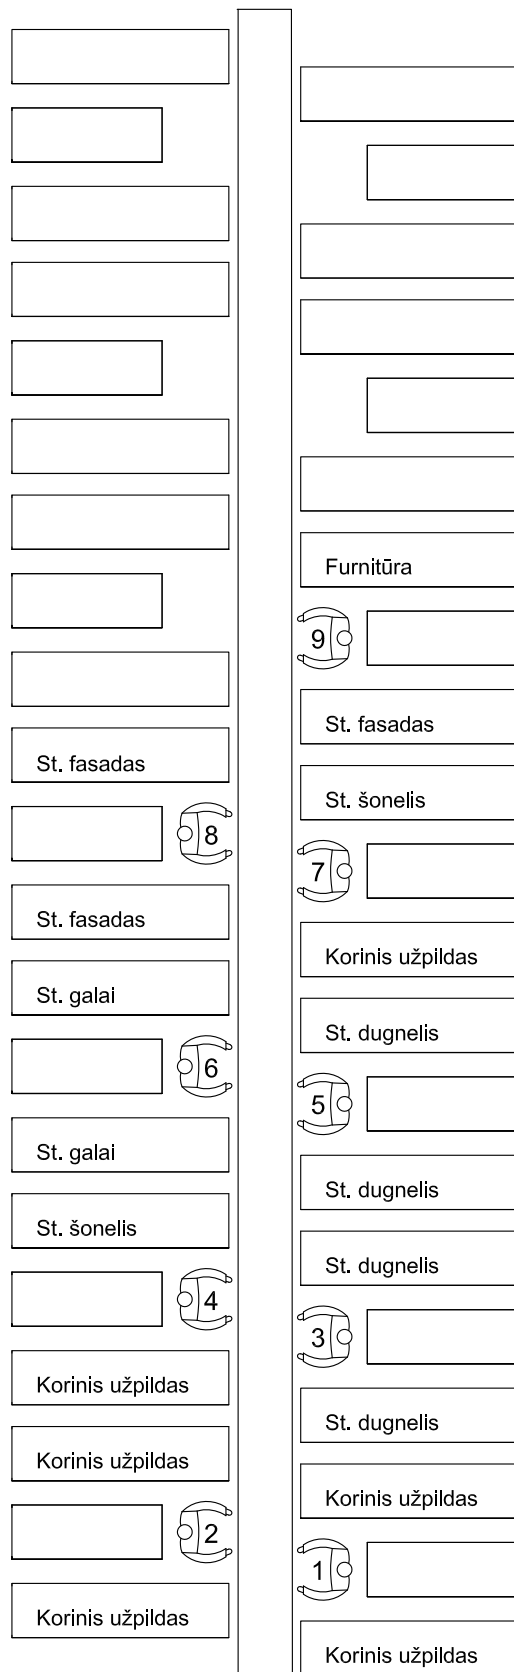 Furnitūra
9
St. fasadas
St. fasadas
St. šonelis
8
7
St. fasadas
Korinis užpildas
St. galai
St. dugnelis
6
5
St. galai
St. dugnelis
St. šonelis
St. dugnelis
4
3
Korinis užpildas
St. dugnelis
Korinis užpildas
Korinis užpildas
2
1
Korinis užpildas
Korinis užpildas